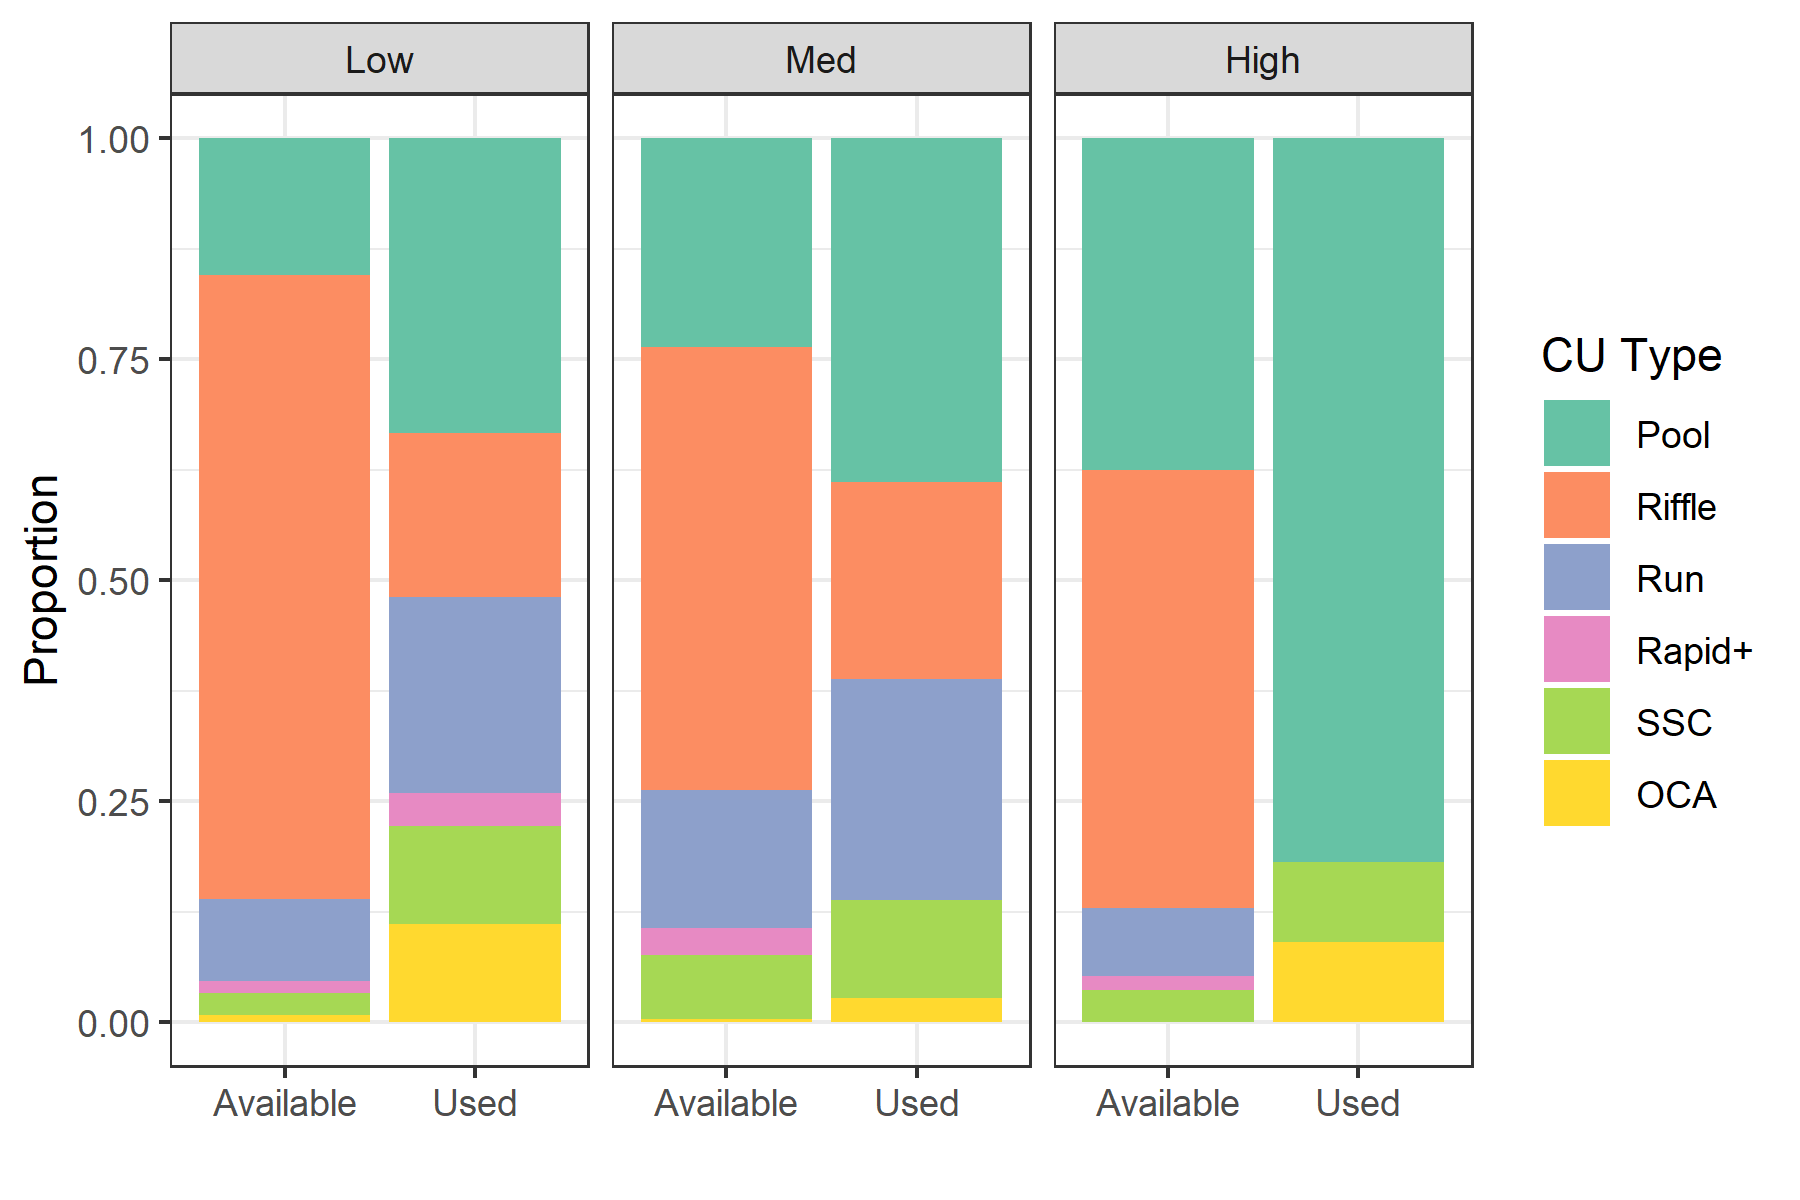 Low Med High
1.00
0.75
0.50
0.25
0.00
Proportion
Available Used Available Used Available Used
CU Type
Pool
Riffle
Run
Rapid+
SSC
OCA